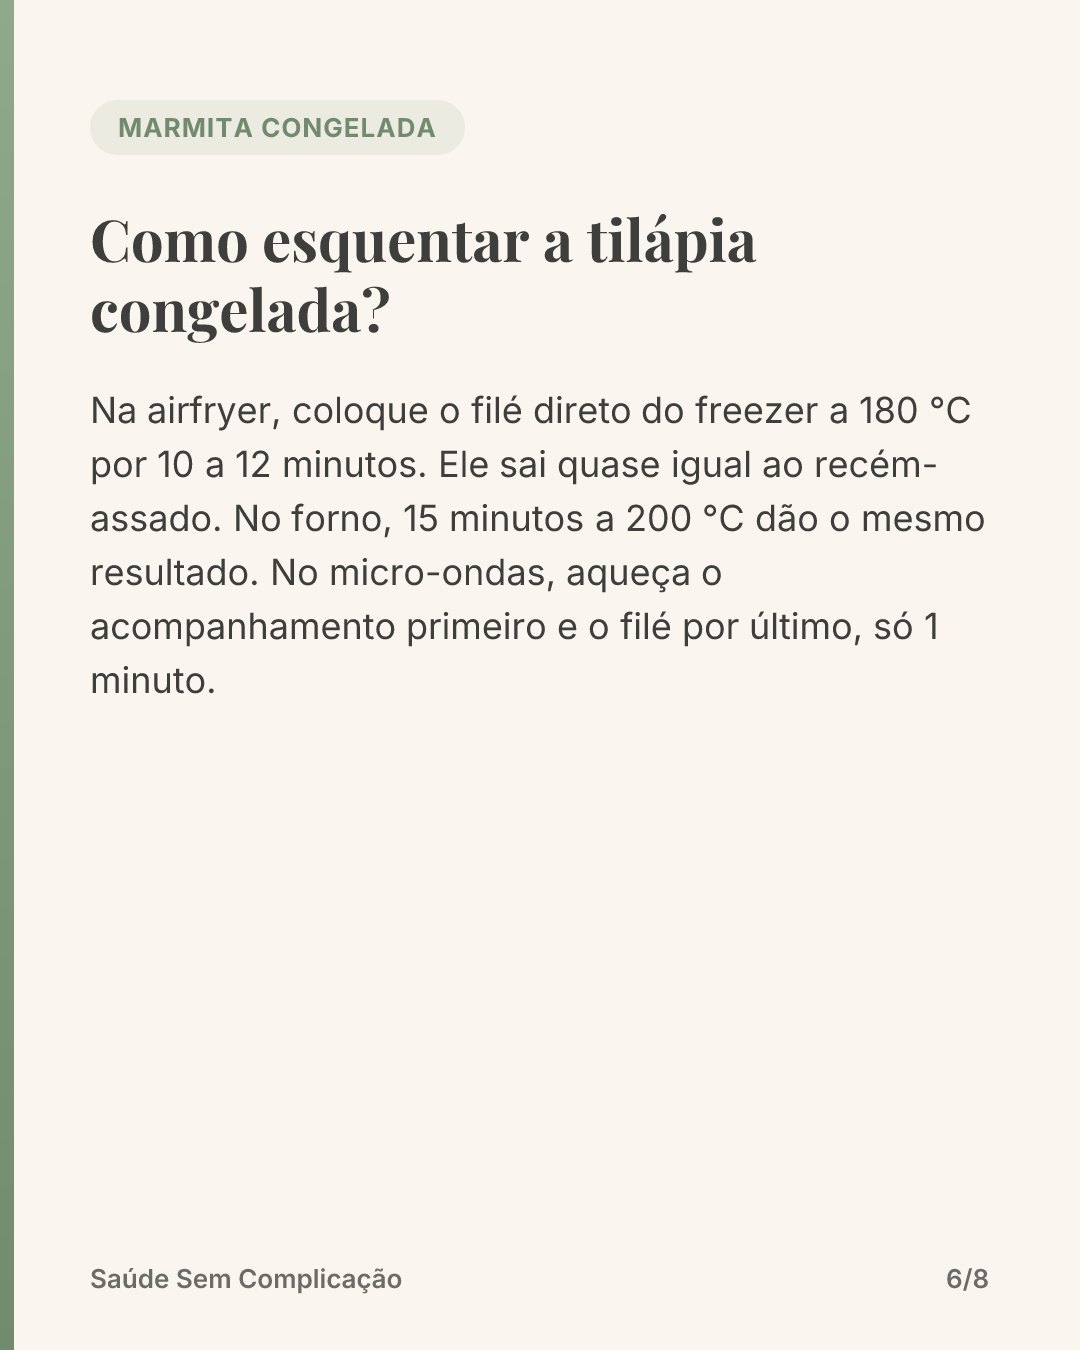 MARMITA CONGELADA
Como esquentar a tilápia
congelada?
Na airfryer, coloque o filé direto do freezer a 180 °C
por 10 a 12 minutos. Ele sai quase igual ao recém-
assado. No forno, 15 minutos a 200 °C dão o mesmo
resultado. No micro-ondas, aqueça o
acompanhamento primeiro e o filé por último, só 1
minuto.
Saúde Sem Complicação
6/8